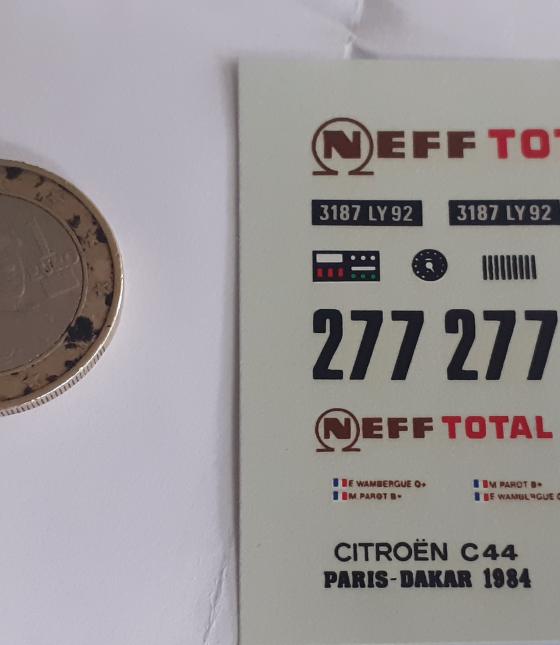 NEFF TOT
3187 LY 92 3187 LY 92
277 277
NEFF TOTAL
E WAMBERGUE O+ M PAROT B+
M PAROT B+ E WAMBERGUE O
CITROËN C44
PARIS-DAKAR 1984